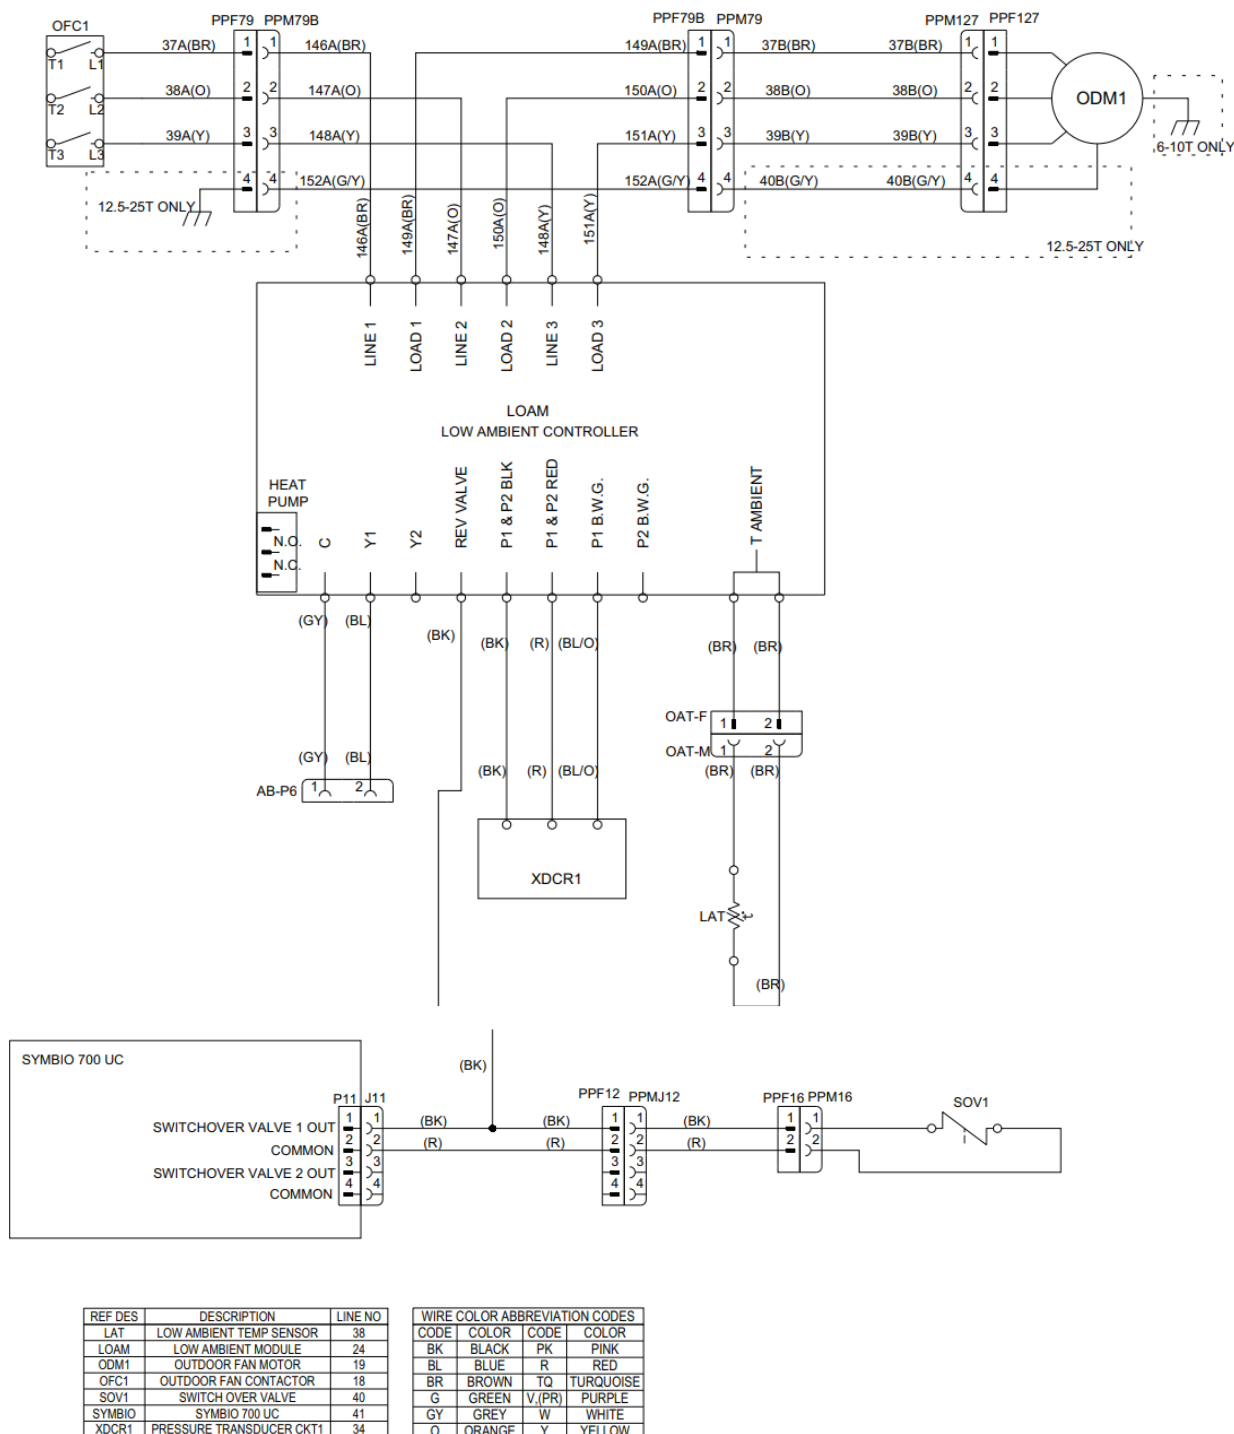 OFC1
PPF79 PPM79B
PPF79B PPM79
PPM127 PPF127
T1 L1
37A(BR) 1 1 146A(BR)
149A(BR) 1 1 37B(BR) 37B(BR) 1 1
T2 L2
38A(O) 2 2 147A(O)
150A(O) 2 2 38B(O) 38B(O) 2 2
T3 L3
39A(Y) 3 3 148A(Y)
151A(Y) 3 3 39B(Y) 39B(Y) 3 3
4 4 152A(G/Y)
152A(G/Y) 4 4 40B(G/Y) 40B(G/Y) 4 4
ODM1
6-10T ONLY
12.5-25T ONLY
12.5-25T ONLY
146A(BR)
149A(BR)
147A(O)
150A(O)
148A(Y)
151A(Y)
LINE 1
LOAD 1
LINE 2
LOAD 2
LINE 3
LOAD 3
LOAM
LOW AMBIENT CONTROLLER
HEAT
PUMP
N.O.
N.C.
C
Y1
Y2
REV VALVE
P1 & P2 BLK
P1 & P2 RED
P1 B.W.G.
P2 B.W.G.
T AMBIENT
(GY) (BL) (BK) (BK) (R) (BL/O) (BR) (BR)
OAT-F 1 2
OAT-M 1 2
(GY) (BL) (BK) (R) (BL/O) (BR) (BR)
AB-P6 1 2
XDCR1
LAT
t
(BR)
SYMBIO 700 UC
(BK)
P11 J11
PPF12 PPMJ12
PPF16 PPM16
SOV1
SWITCHOVER VALVE 1 OUT 1 1 (BK) (BK) 1 1 (BK) 1 1
COMMON 2 2 (R) (R) 2 2 (R) 2 2
SWITCHOVER VALVE 2 OUT 3 3 3 3
COMMON 4 4 4 4
REF DES DESCRIPTION LINE NO
LAT LOW AMBIENT TEMP SENSOR 38
LOAM LOW AMBIENT MODULE 24
ODM1 OUTDOOR FAN MOTOR 19
OFC1 OUTDOOR FAN CONTACTOR 18
SOV1 SWITCH OVER VALVE 40
SYMBIO SYMBIO 700 UC 41
XDCR1 PRESSURE TRANSDUCER CKT1 34
WIRE COLOR ABBREVIATION CODES
CODE COLOR CODE COLOR
BK BLACK PK PINK
BL BLUE R RED
BR BROWN TQ TURQUOISE
G GREEN V,(PR) PURPLE
GY GREY W WHITE
O ORANGE Y YELLOW